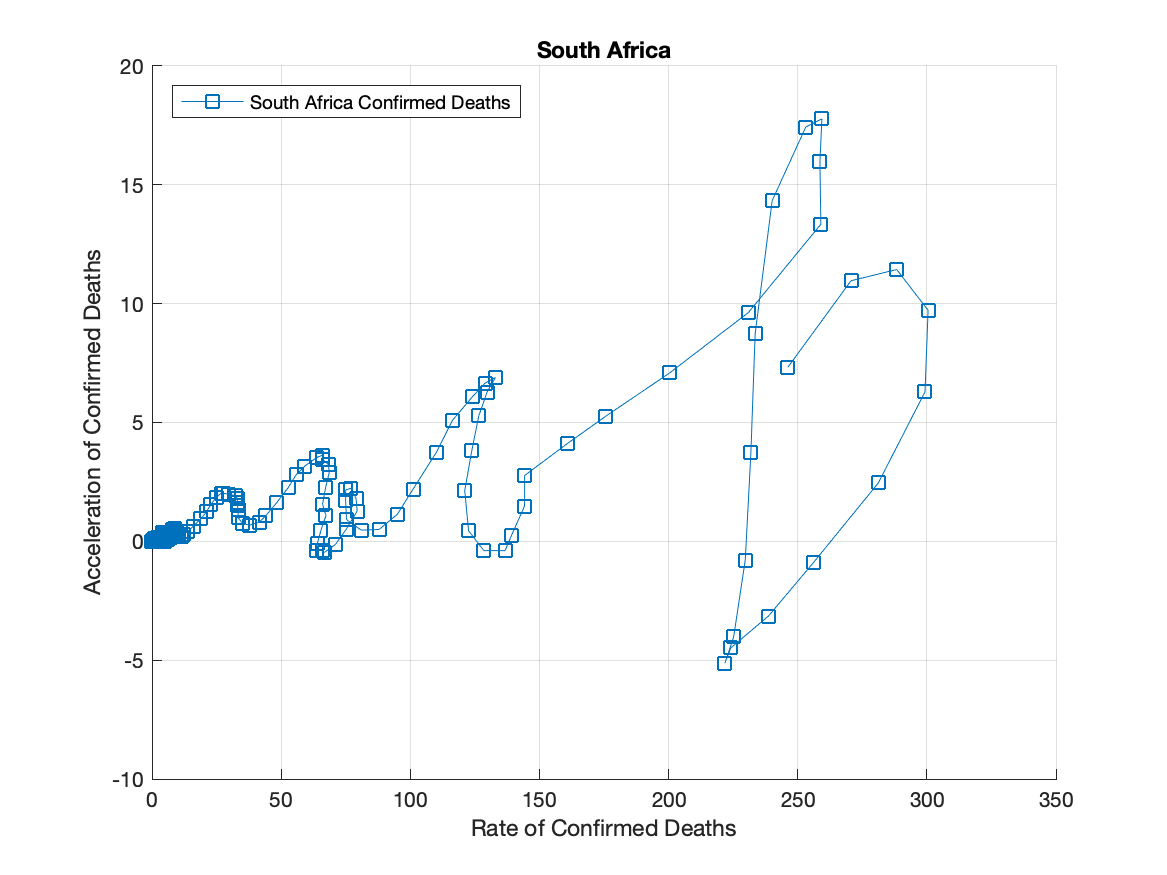 South Africa
South Africa Confirmed Deaths
Acceleration of Confirmed Deaths
20
15
10
5
0
-5
-10
0 50 100 150 200 250 300 350
Rate of Confirmed Deaths